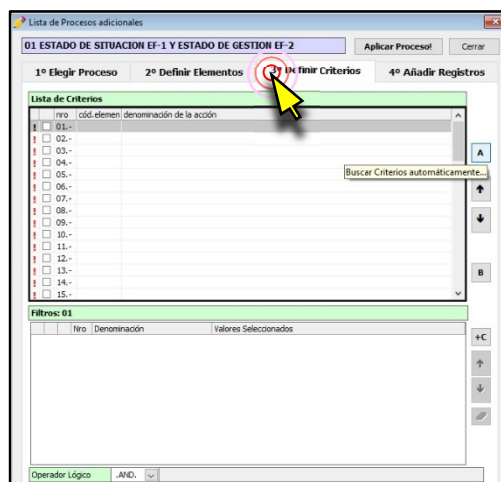 Lista de Procesos adicionales
01 ESTADO DE SITUACION EF-1 Y ESTADO DE GESTION EF-2 Aplicar Proceso! Cerrar
1º Elegir Proceso 2º Definir Elementos 3º Definir Criterios 4º Añadir Registros
Lista de Criterios
nro cód.elemen denominación de la acción
! 01.-
! 02.-
! 03.-
! 04.-
A
! 05.-
Buscar Criterios automáticamente...
! 06.-
! 07.-
! 08.-
! 09.-
! 10.-
! 11.-
! 12.-
! 13.-
B
! 14.-
! 15.-
Filtros: 01
Nro Denominación Valores Seleccionados
+C
Operador Lógico .AND.